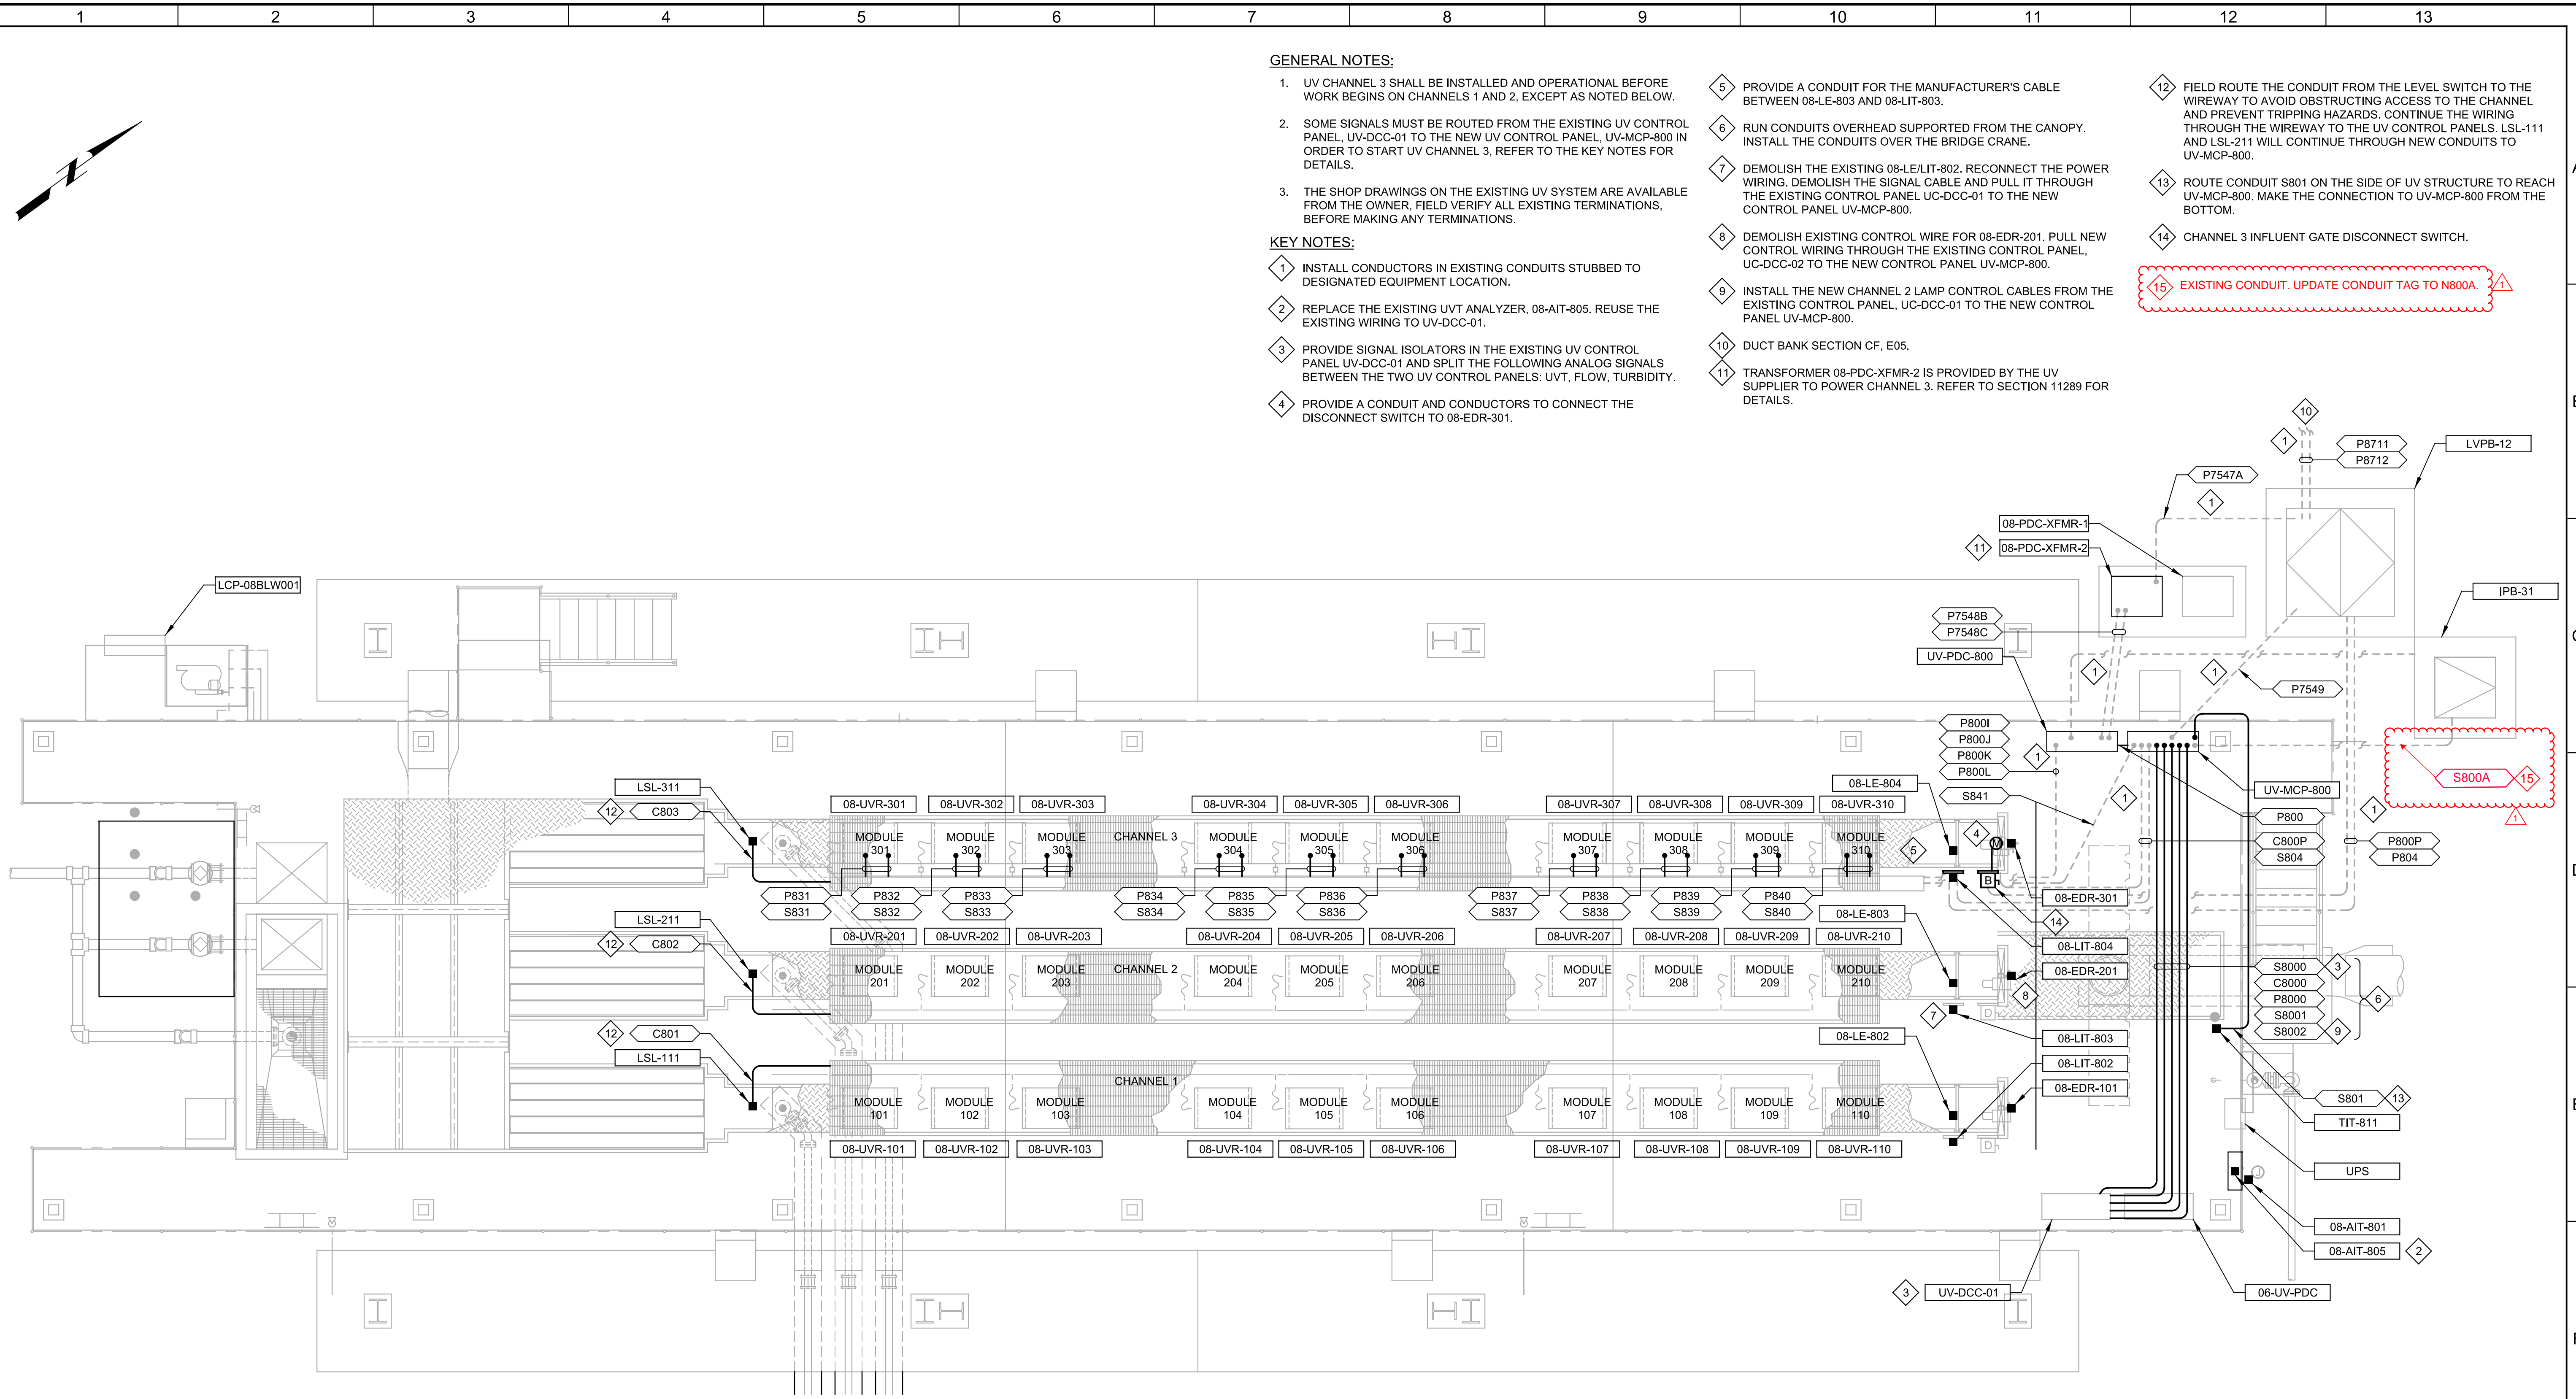 1 2 3 4 5 6 7 8 9 10 11 12 13
GENERAL NOTES:
1. UV CHANNEL 3 SHALL BE INSTALLED AND OPERATIONAL BEFORE
WORK BEGINS ON CHANNELS 1 AND 2, EXCEPT AS NOTED BELOW.
2. SOME SIGNALS MUST BE ROUTED FROM THE EXISTING UV CONTROL
PANEL, UV-DCC-01 TO THE NEW UV CONTROL PANEL, UV-MCP-800 IN
ORDER TO START UV CHANNEL 3, REFER TO THE KEY NOTES FOR
DETAILS.
3. THE SHOP DRAWINGS ON THE EXISTING UV SYSTEM ARE AVAILABLE
FROM THE OWNER, FIELD VERIFY ALL EXISTING TERMINATIONS,
BEFORE MAKING ANY TERMINATIONS.
KEY NOTES:
1 INSTALL CONDUCTORS IN EXISTING CONDUITS STUBBED TO
DESIGNATED EQUIPMENT LOCATION.
2 REPLACE THE EXISTING UVT ANALYZER, 08-AIT-805. REUSE THE
EXISTING WIRING TO UV-DCC-01.
3 PROVIDE SIGNAL ISOLATORS IN THE EXISTING UV CONTROL
PANEL UV-DCC-01 AND SPLIT THE FOLLOWING ANALOG SIGNALS
BETWEEN THE TWO UV CONTROL PANELS: UVT, FLOW, TURBIDITY.
4 PROVIDE A CONDUIT AND CONDUCTORS TO CONNECT THE
DISCONNECT SWITCH TO 08-EDR-301.
5 PROVIDE A CONDUIT FOR THE MANUFACTURER'S CABLE
BETWEEN 08-LE-803 AND 08-LIT-803.
6 RUN CONDUITS OVERHEAD SUPPORTED FROM THE CANOPY.
INSTALL THE CONDUITS OVER THE BRIDGE CRANE.
7 DEMOLISH THE EXISTING 08-LE/LIT-802. RECONNECT THE POWER
WIRING. DEMOLISH THE SIGNAL CABLE AND PULL IT THROUGH
THE EXISTING CONTROL PANEL UC-DCC-01 TO THE NEW
CONTROL PANEL UV-MCP-800.
8 DEMOLISH EXISTING CONTROL WIRE FOR 08-EDR-201. PULL NEW
CONTROL WIRING THROUGH THE EXISTING CONTROL PANEL,
UC-DCC-02 TO THE NEW CONTROL PANEL UV-MCP-800.
9 INSTALL THE NEW CHANNEL 2 LAMP CONTROL CABLES FROM THE
EXISTING CONTROL PANEL, UC-DCC-01 TO THE NEW CONTROL
PANEL UV-MCP-800.
10 DUCT BANK SECTION CF, E05.
11 TRANSFORMER 08-PDC-XFMR-2 IS PROVIDED BY THE UV
SUPPLIER TO POWER CHANNEL 3. REFER TO SECTION 11289 FOR
DETAILS.
12 FIELD ROUTE THE CONDUIT FROM THE LEVEL SWITCH TO THE
WIREWAY TO AVOID OBSTRUCTING ACCESS TO THE CHANNEL
AND PREVENT TRIPPING HAZARDS. CONTINUE THE WIRING
THROUGH THE WIREWAY TO THE UV CONTROL PANELS. LSL-111
AND LSL-211 WILL CONTINUE THROUGH NEW CONDUITS TO
UV-MCP-800.
13 ROUTE CONDUIT S801 ON THE SIDE OF UV STRUCTURE TO REACH
UV-MCP-800. MAKE THE CONNECTION TO UV-MCP-800 FROM THE
BOTTOM.
14 CHANNEL 3 INFLUENT GATE DISCONNECT SWITCH.
15 EXISTING CONDUIT. UPDATE CONDUIT TAG TO N800A. 1
10
1 P8711 LVPB-12
P8712
P7547A
1
08-PDC-XFMR-1
11 08-PDC-XFMR-2
LCP-08BLW001
IPB-31
P7548B
P7548C
UV-PDC-800
1 1
P7549
P800I
P800J
P800K
P800L
1
S800A 15
1
LSL-311
12 C803
08-LE-804
S841
1
UV-MCP-800
1
08-UVR-301 08-UVR-302 08-UVR-303 08-UVR-304 08-UVR-305 08-UVR-306 08-UVR-307 08-UVR-308 08-UVR-309 08-UVR-310
CHANNEL 3
MODULE 301 MODULE 302 MODULE 303 MODULE 304 MODULE 305 MODULE 306 MODULE 307 MODULE 308 MODULE 309 MODULE 310
5 4 M
B
P800
C800P P800P
S804 P804
P831 P832 P833 P834 P835 P836 P837 P838 P839 P840
S831 S832 S833 S834 S835 S836 S837 S838 S839 S840
08-EDR-301
14
LSL-211
12 C802
08-LE-803
08-LIT-804
08-EDR-201
08-UVR-201 08-UVR-202 08-UVR-203 08-UVR-204 08-UVR-205 08-UVR-206 08-UVR-207 08-UVR-208 08-UVR-209 08-UVR-210
CHANNEL 2
MODULE 201 MODULE 202 MODULE 203 MODULE 204 MODULE 205 MODULE 206 MODULE 207 MODULE 208 MODULE 209 MODULE 210
8
7 D
S8000 3
C8000
P8000 6
S8001
S8002 9
12 C801
LSL-111
08-LE-802
08-LIT-803
08-LIT-802
08-EDR-101
CHANNEL 1
MODULE 101 MODULE 102 MODULE 103 MODULE 104 MODULE 105 MODULE 106 MODULE 107 MODULE 108 MODULE 109 MODULE 110
D
08-UVR-101 08-UVR-102 08-UVR-103 08-UVR-104 08-UVR-105 08-UVR-106 08-UVR-107 08-UVR-108 08-UVR-109 08-UVR-110
S801 13
TIT-811
UPS
J
08-AIT-801
08-AIT-805 2
3 UV-DCC-01
06-UV-PDC